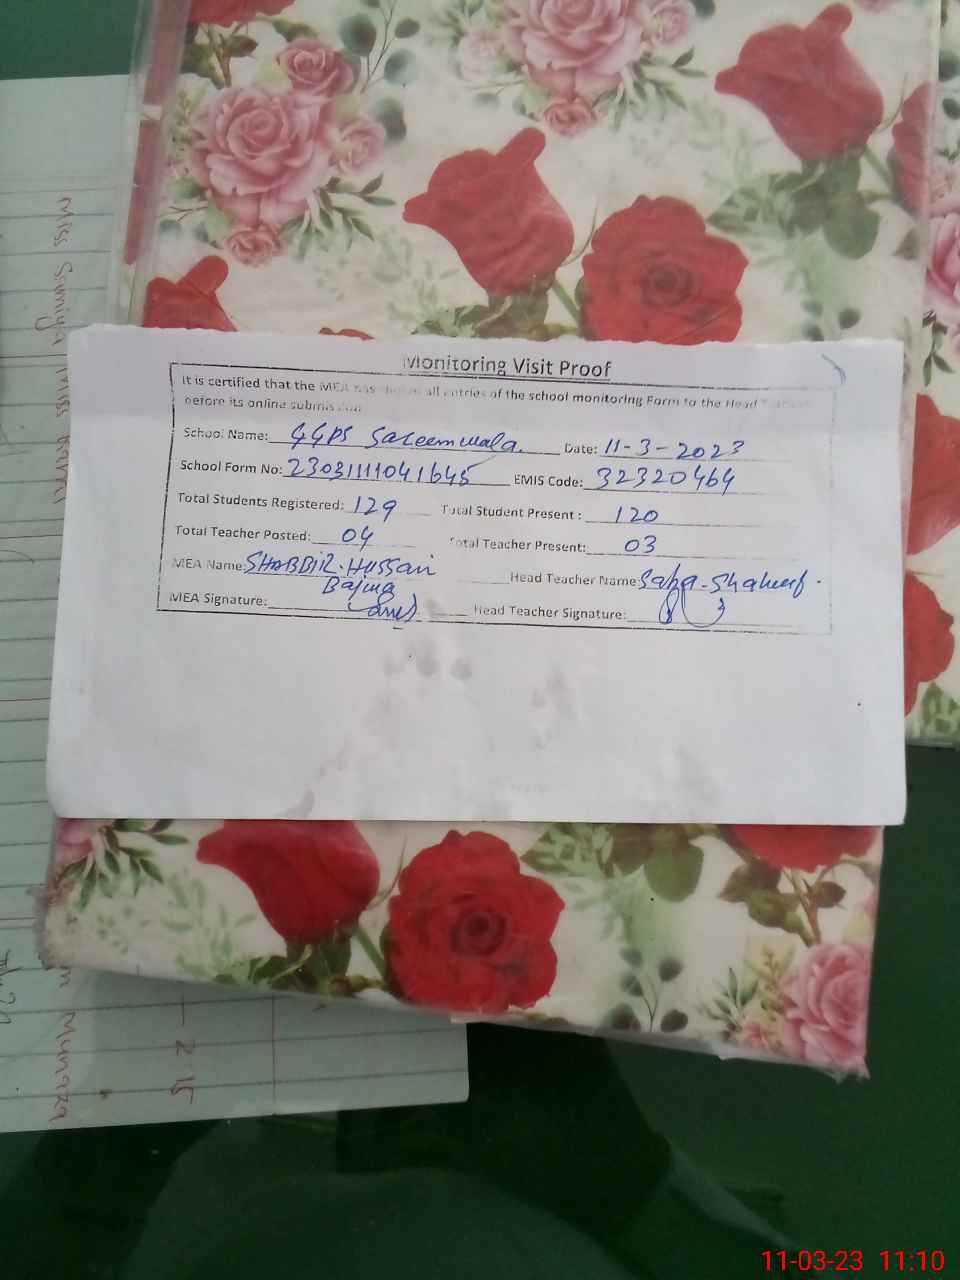 Monitoring Visit Proof
It is certified that the MEA has shown all entries of the school monitoring Form to the Head
before its online submission
School Name: GGPS Saleemwala. Date: 11-3-2023
School Form No: 2303111041645 EMIS Code: 32320464
Total Students Registered: 129 Total Student Present : 120
Total Teacher Posted: 04 Total Teacher Present: 03
MEA Name: SHABBIR. HUSSAIN Head Teacher Name: Saba
Bajwa
MEA Signature: Head Teacher Signature:
Miss Miss
11-03-23 11:10